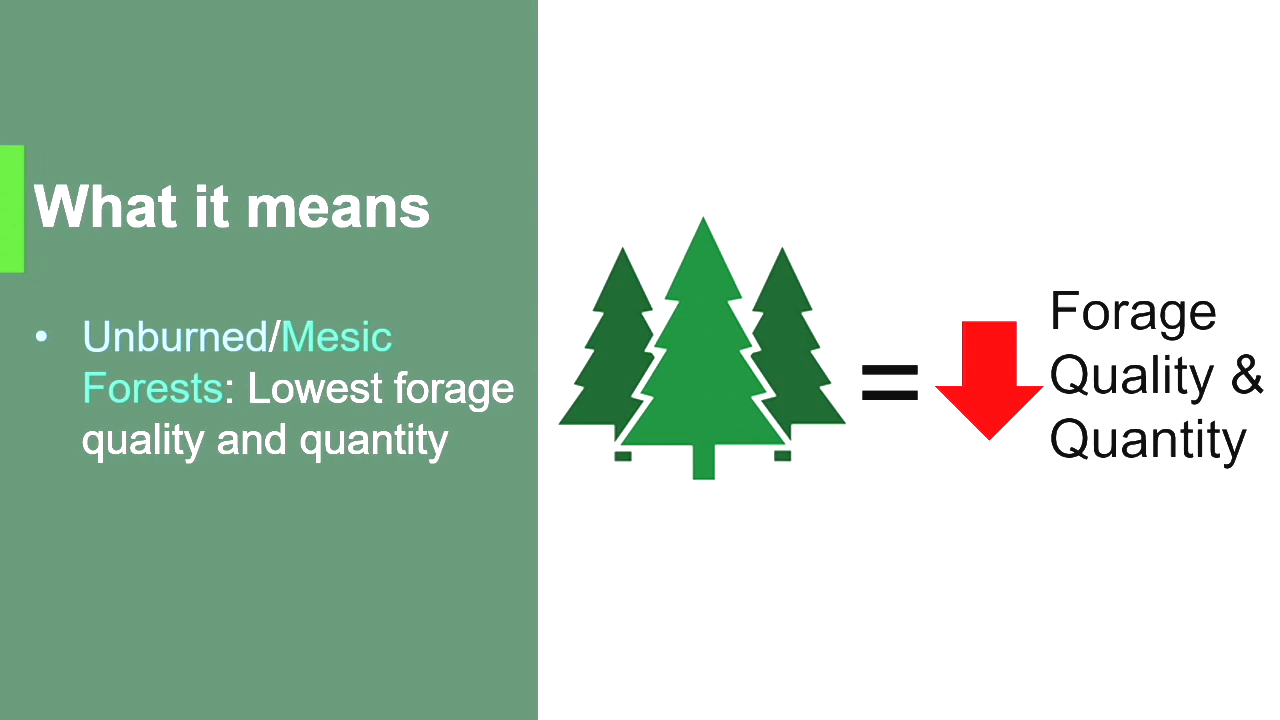 What it means
• Unburned/Mesic
Forests: Lowest forage
quality and quantity
=
Forage
Quality &
Quantity